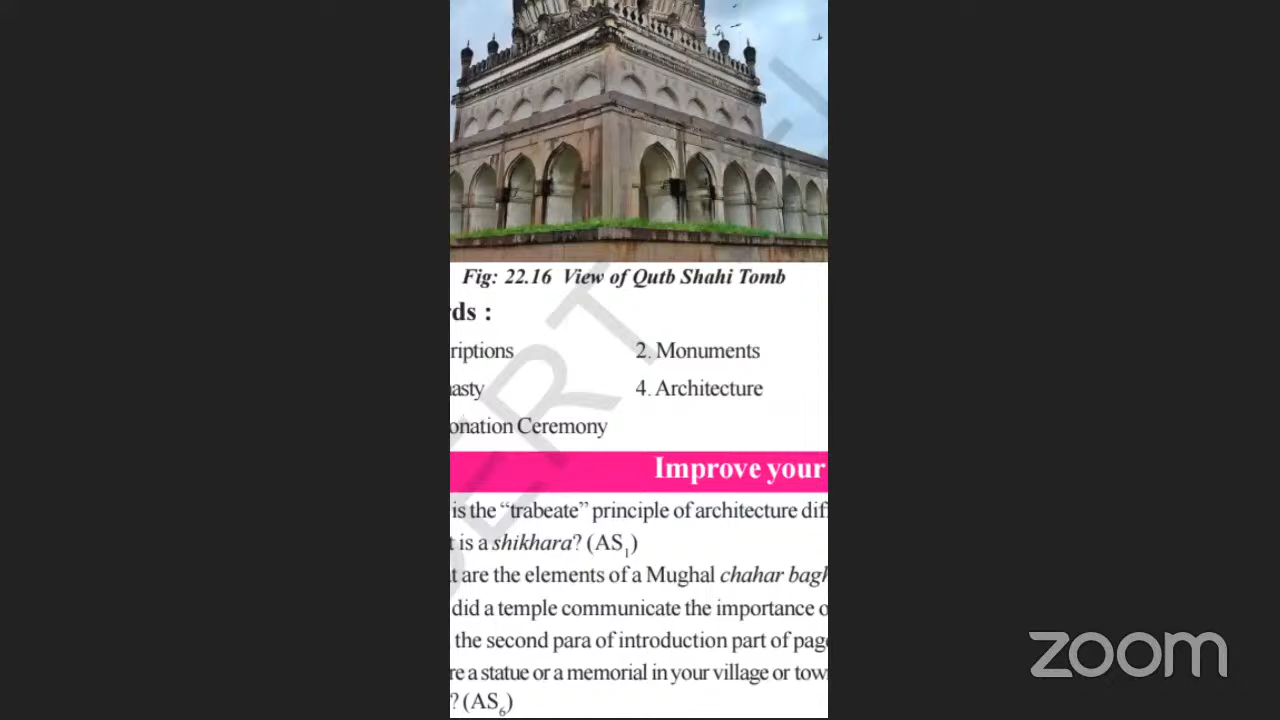 Fig: 22.16 View of Qutb Shahi Tomb
rds :
riptions 2. Monuments
asty 4. Architecture
onation Ceremony
Improve your
is the “trabeate” principle of architecture dif
t is a shikhara? (AS1)
t are the elements of a Mughal chahar bagh
did a temple communicate the importance o
the second para of introduction part of page
re a statue or a memorial in your village or tow
? (AS6)
zoom